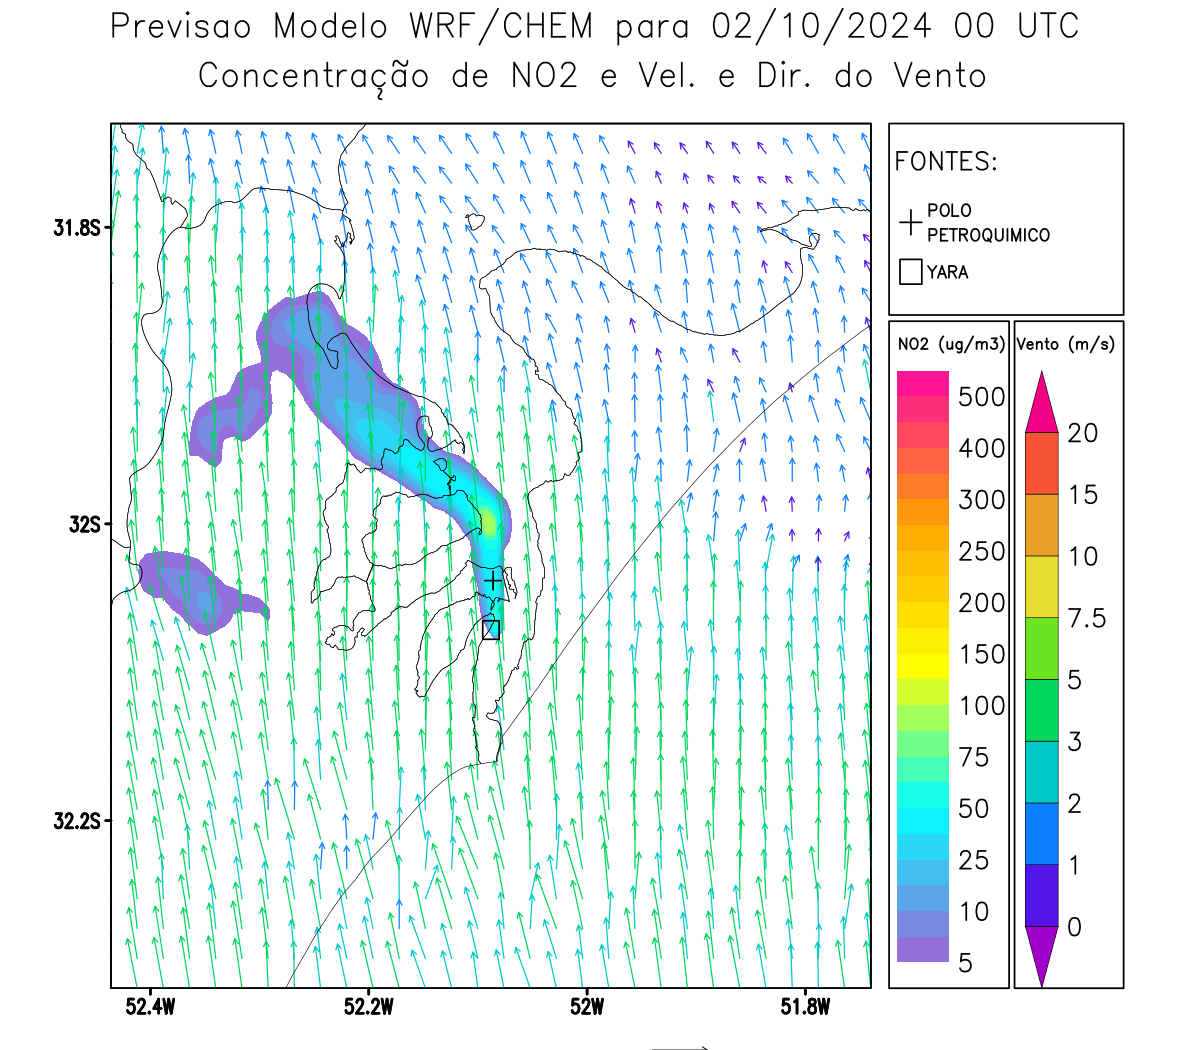 Previsao Modelo WRF/CHEM para 02/10/2024 00 UTC
Concentração de NO2 e Vel. e Dir. do Vento
FONTES:
POLO
PETROQUIMICO
YARA
NO2 (ug/m3)
500
400
300
250
200
150
100
75
50
25
10
5
Vento (m/s)
20
15
10
7.5
5
3
2
1
0
31.8S
32S
32.2S
52.4W
52.2W
52W
51.8W